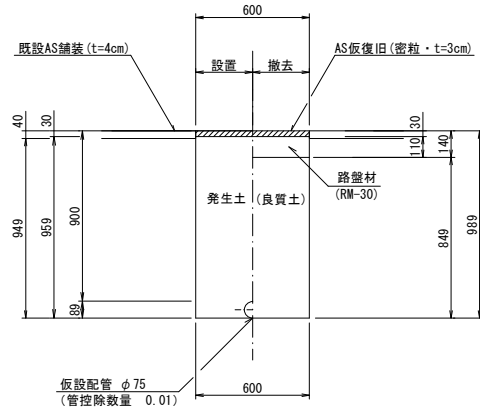 600
既設AS舗装(t=4cm)
AS仮復旧(密粒・t=3cm)
設置
撤去
40
30
30
110
140
路盤材
(RM-30)
発生土
(良質土)
949
959
900
89
849
989
仮設配管 φ75
(管控除数量 0.01)
600